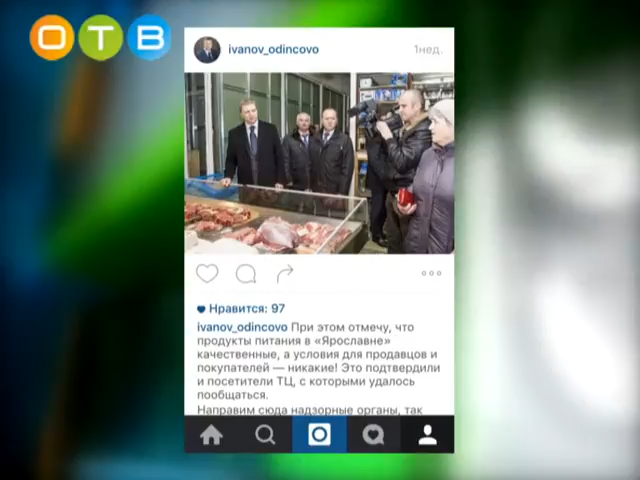 ОТВ
ivanov_odincovo
1нед.
Нравится: 97
ivanov_odincovo При этом отмечу, что
продукты питания в «Ярославне»
качественные, а условия для продавцов и
покупателей — никакие! Это подтвердили
и посетители ТЦ, с которыми удалось
пообщаться.
Направим сюда надзорные органы, так